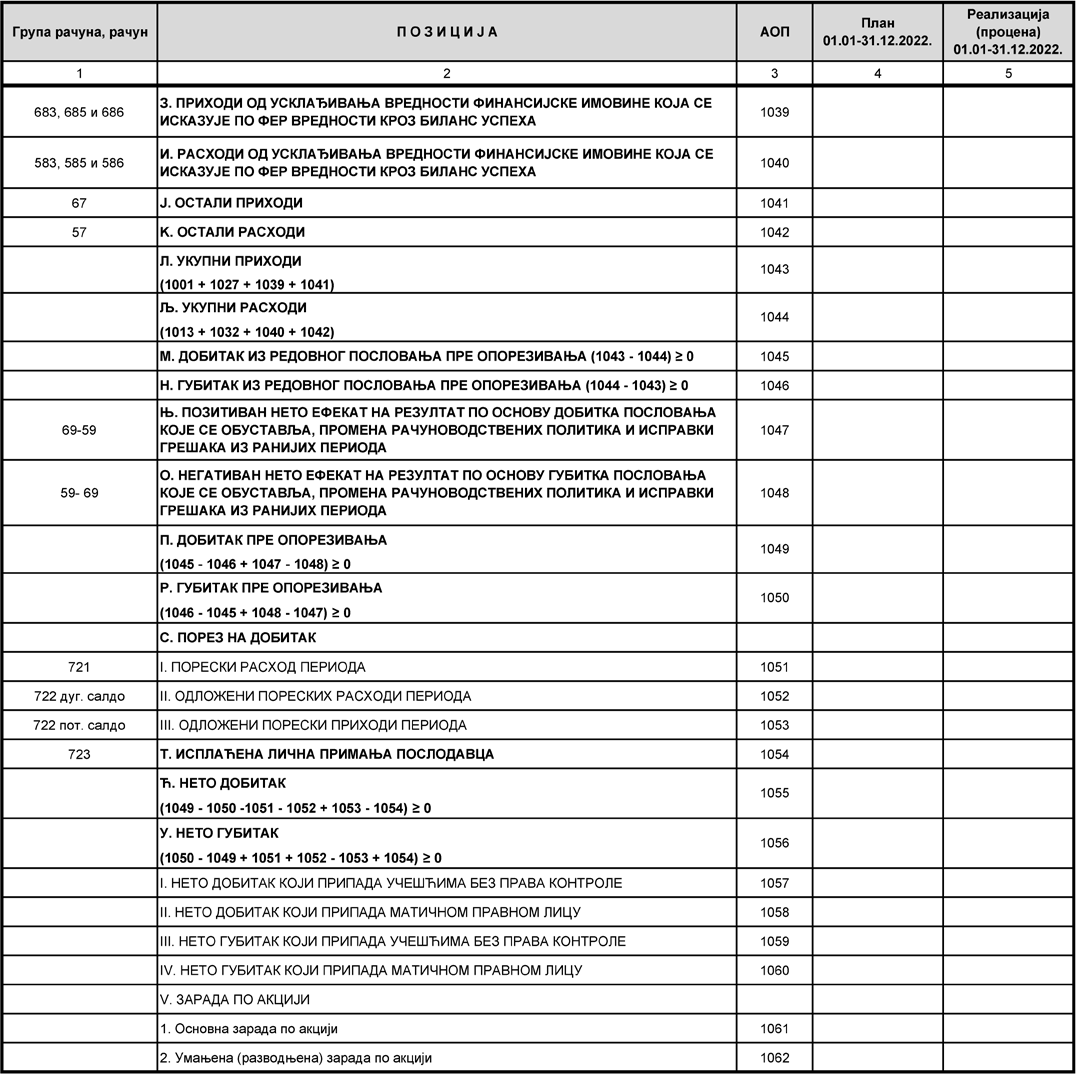 Група рачуна, рачун
П О З И Ц И Ј А
АОП
План
01.01-31.12.2022.
Реализација
(процена)
01.01-31.12.2022.
1
2
3
4
5
683, 685 и 686
З. ПРИХОДИ ОД УСКЛАЂИВАЊА ВРЕДНОСТИ ФИНАНСИЈСКЕ ИМОВИНЕ КОЈА СЕ
ИСКАЗУЈЕ ПО ФЕР ВРЕДНОСТИ КРОЗ БИЛАНС УСПЕХА
1039
583, 585 и 586
И. РАСХОДИ ОД УСКЛАЂИВАЊА ВРЕДНОСТИ ФИНАНСИЈСКЕ ИМОВИНЕ КОЈА СЕ
ИСКАЗУЈЕ ПО ФЕР ВРЕДНОСТИ КРОЗ БИЛАНС УСПЕХА
1040
67
Ј. ОСТАЛИ ПРИХОДИ
1041
57
К. ОСТАЛИ РАСХОДИ
1042
Л. УКУПНИ ПРИХОДИ
(1001 + 1027 + 1039 + 1041)
1043
Љ. УКУПНИ РАСХОДИ
(1013 + 1032 + 1040 + 1042)
1044
М. ДОБИТАК ИЗ РЕДОВНОГ ПОСЛОВАЊА ПРЕ ОПОРЕЗИВАЊА (1043 - 1044) ≥ 0
1045
Н. ГУБИТАК ИЗ РЕДОВНОГ ПОСЛОВАЊА ПРЕ ОПОРЕЗИВАЊА (1044 - 1043) ≥ 0
1046
69-59
Њ. ПОЗИТИВАН НЕТО ЕФЕКАТ НА РЕЗУЛТАТ ПО ОСНОВУ ДОБИТКА ПОСЛОВАЊА
КОЈЕ СЕ ОБУСТАВЉА, ПРОМЕНА РАЧУНОВОДСТВЕНИХ ПОЛИТИКА И ИСПРАВКИ
ГРЕШАКА ИЗ РАНИЈИХ ПЕРИОДА
1047
59- 69
О. НЕГАТИВАН НЕТО ЕФЕКАТ НА РЕЗУЛТАТ ПО ОСНОВУ ГУБИТКА ПОСЛОВАЊА
КОЈЕ СЕ ОБУСТАВЉА, ПРОМЕНА РАЧУНОВОДСТВЕНИХ ПОЛИТИКА И ИСПРАВКИ
ГРЕШАКА ИЗ РАНИЈИХ ПЕРИОДА
1048
П. ДОБИТАК ПРЕ ОПОРЕЗИВАЊА
(1045 - 1046 + 1047 - 1048) ≥ 0
1049
Р. ГУБИТАК ПРЕ ОПОРЕЗИВАЊА
(1046 - 1045 + 1048 - 1047) ≥ 0
1050
С. ПОРЕЗ НА ДОБИТАК
721
I. ПОРЕСКИ РАСХОД ПЕРИОДА
1051
722 дуг. салдо
II. ОДЛОЖЕНИ ПОРЕСКИХ РАСХОДИ ПЕРИОДА
1052
722 пот. салдо
III. ОДЛОЖЕНИ ПОРЕСКИ ПРИХОДИ ПЕРИОДА
1053
723
Т. ИСПЛАЋЕНА ЛИЧНА ПРИМАЊА ПОСЛОДАВЦА
1054
Ћ. НЕТО ДОБИТАК
(1049 - 1050 -1051 - 1052 + 1053 - 1054) ≥ 0
1055
У. НЕТО ГУБИТАК
(1050 - 1049 + 1051 + 1052 - 1053 + 1054) ≥ 0
1056
I. НЕТО ДОБИТАК КОЈИ ПРИПАДА УЧЕШЋИМА БЕЗ ПРАВА КОНТРОЛЕ
1057
II. НЕТО ДОБИТАК КОЈИ ПРИПАДА МАТИЧНОМ ПРАВНОМ ЛИЦУ
1058
III. НЕТО ГУБИТАК КОЈИ ПРИПАДА УЧЕШЋИМА БЕЗ ПРАВА КОНТРОЛЕ
1059
IV. НЕТО ГУБИТАК КОЈИ ПРИПАДА МАТИЧНОМ ПРАВНОМ ЛИЦУ
1060
V. ЗАРАДА ПО АКЦИЈИ
1. Основна зарада по акцији
1061
2. Умањена (разводњена) зарада по акцији
1062